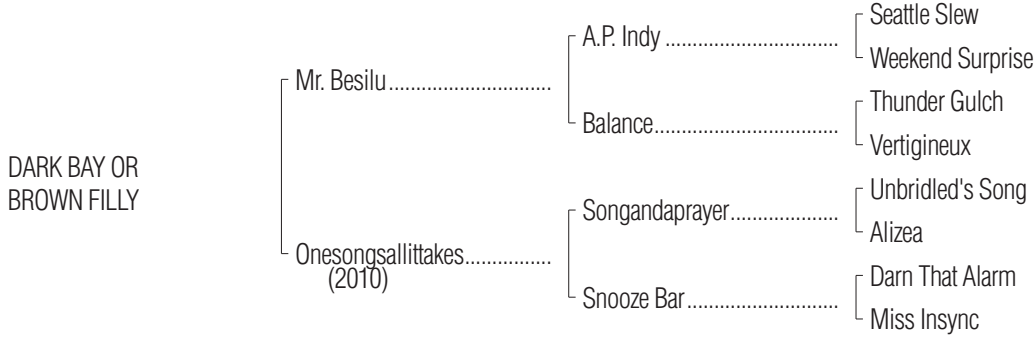 Seattle Slew
A.P. Indy ................................
Weekend Surprise
Mr. Besilu..............................
Thunder Gulch
Balance..................................
Vertigineux
DARK BAY OR
BROWN FILLY
Unbridled's Song
Songandaprayer....................
Alizea
Onesongsallittakes................
(2010)
Darn That Alarm
Snooze Bar............................
Miss Insync